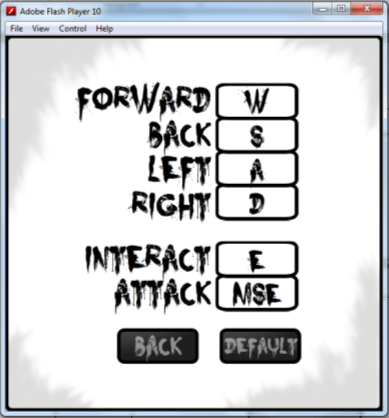 Adobe Flash Player 10
File View Control Help
FORWARD W
BACK S
LEFT A
RIGHT D
INTERACT E
ATTACK MSE
BACK DEFAULT